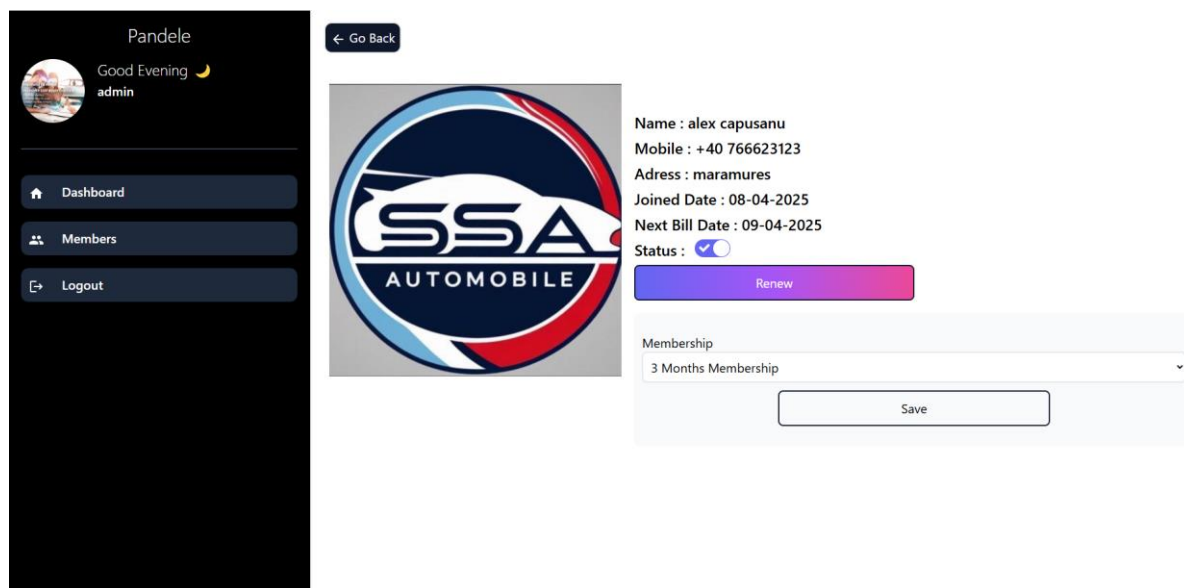 Pandele
Good Evening 🌙
admin
Dashboard
Members
Logout
← Go Back
SSA
AUTOMOBILE
Name : alex capusanu
Mobile : +40 766623123
Adress : maramures
Joined Date : 08-04-2025
Next Bill Date : 09-04-2025
Status :
Renew
Membership
3 Months Membership
Save